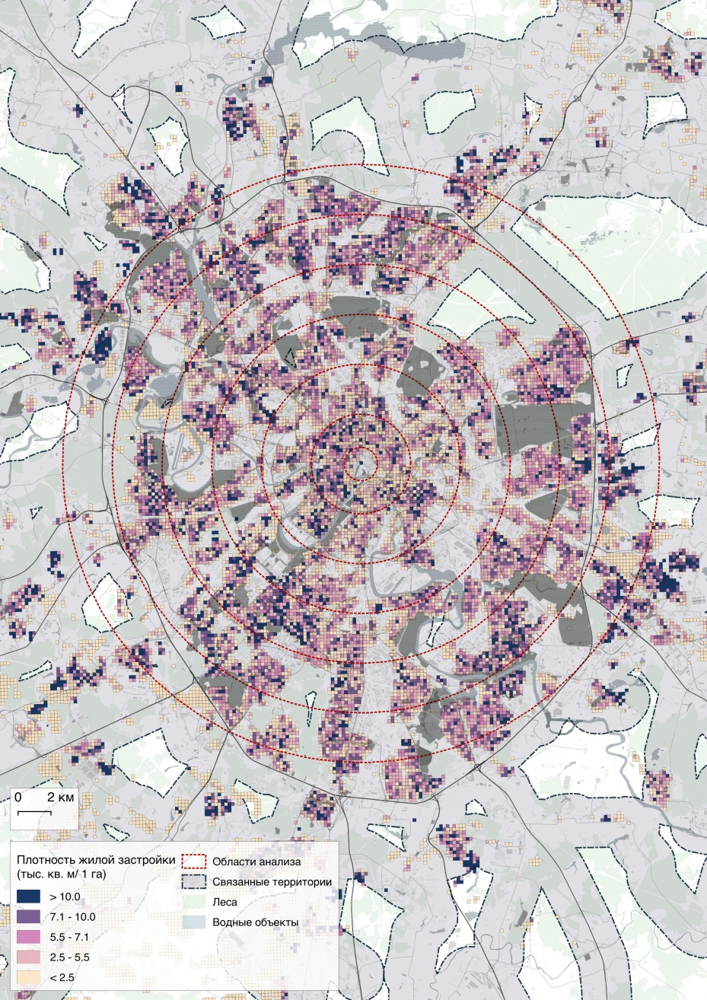 0 2 км
Плотность жилой застройки
(тыс. кв. м/ 1 га)
> 10.0
7.1 - 10.0
5.5 - 7.1
2.5 - 5.5
< 2.5
Области анализа
Связанные территории
Леса
Водные объекты